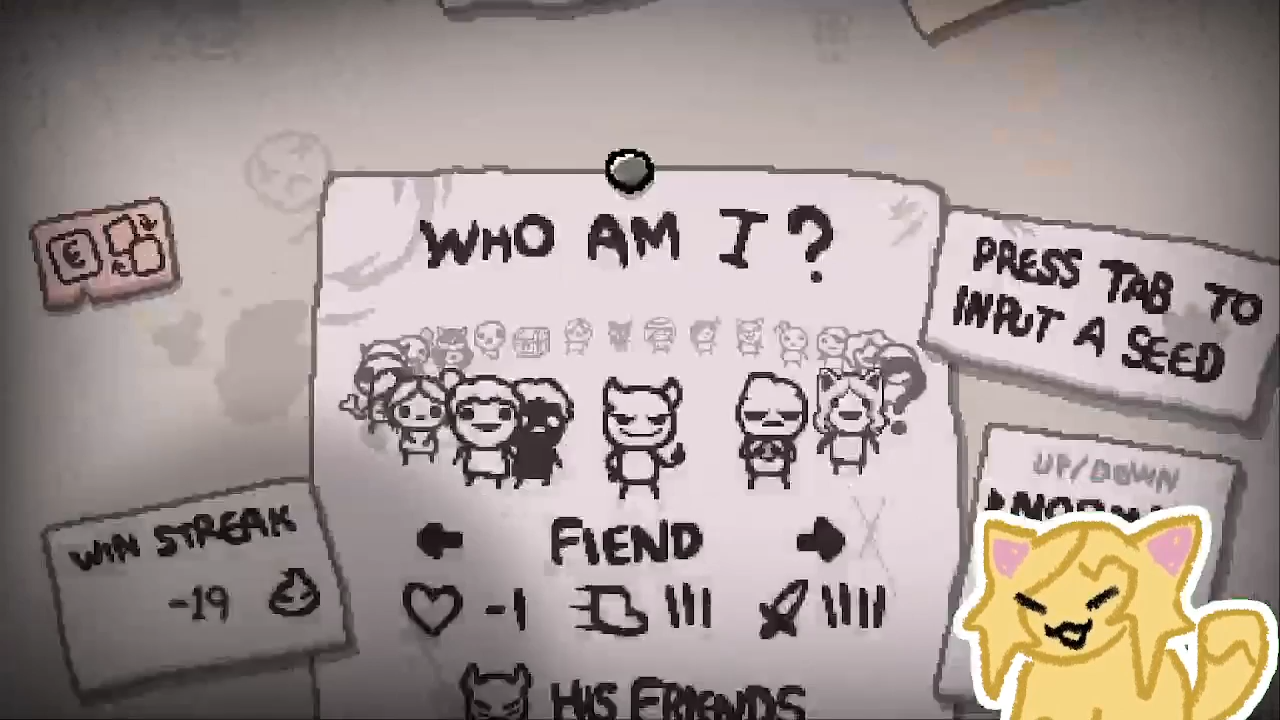 WHO AM I?
PRESS TAB TO
INPUT A SEED
UP/DOWN
WIN STREAK
-19
FIEND
-1
HIS FRIENDS